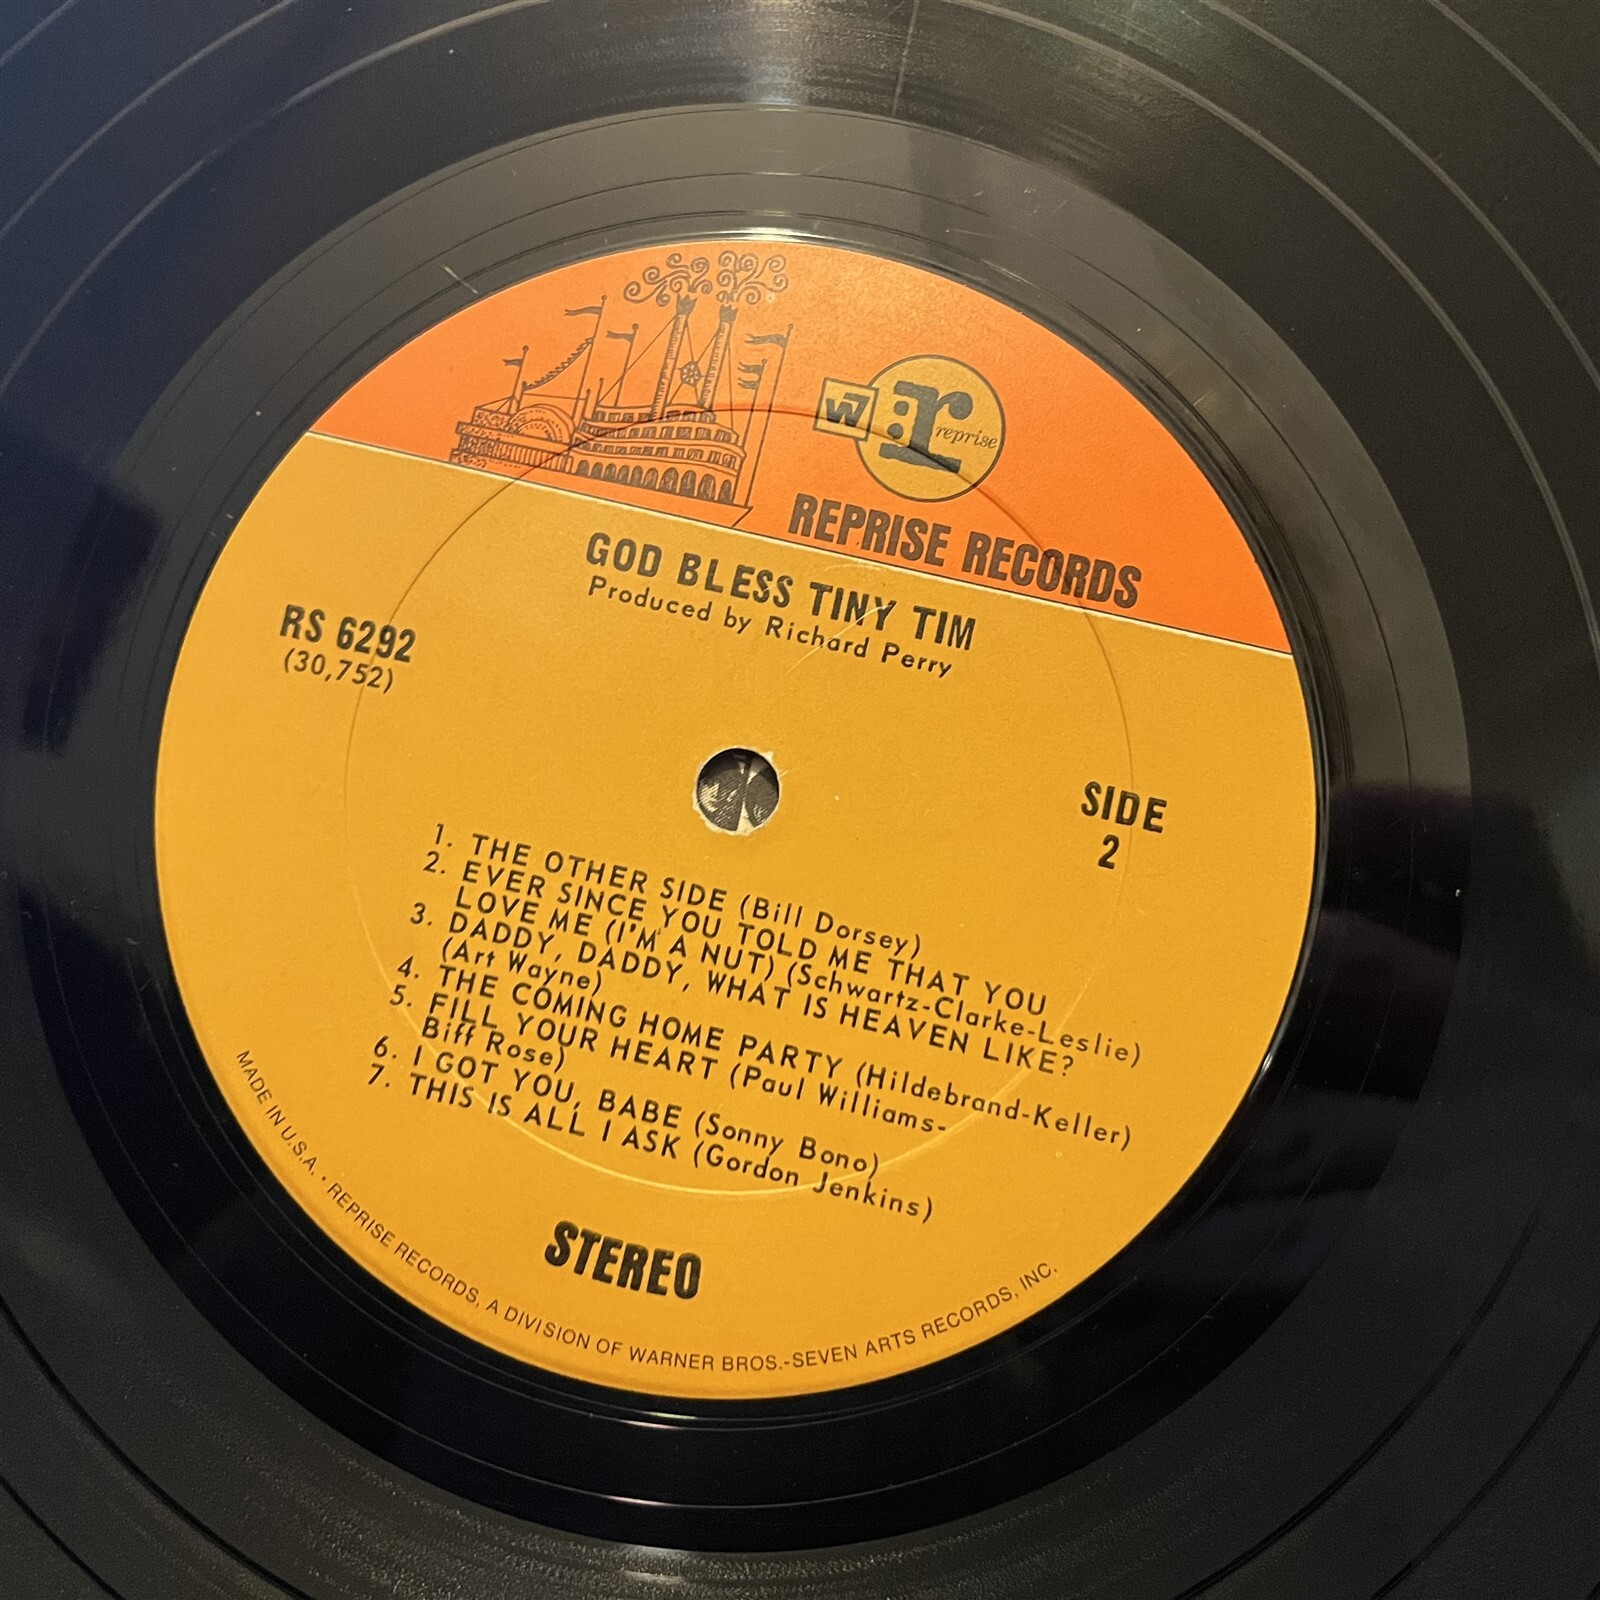 W7
r:
reprise
REPRISE RECORDS
GOD BLESS TINY TIM
Produced by Richard Perry
RS 6292
(30,752)
SIDE
2
1. THE OTHER SIDE (Bill Dorsey)
2. EVER SINCE YOU TOLD ME THAT YOU
LOVE ME (I'M A NUT) (Schwartz-Clarke-Leslie)
3. DADDY, DADDY, WHAT IS HEAVEN LIKE?
(Art Wayne)
4. THE COMING HOME PARTY (Hildebrand-Keller)
5. FILL YOUR HEART (Paul Williams-
Biff Rose)
6. I GOT YOU, BABE (Sonny Bono)
7. THIS IS ALL I ASK (Gordon Jenkins)
STEREO
MADE IN U.S.A. • REPRISE RECORDS, A DIVISION OF WARNER BROS.-SEVEN ARTS RECORDS, INC.